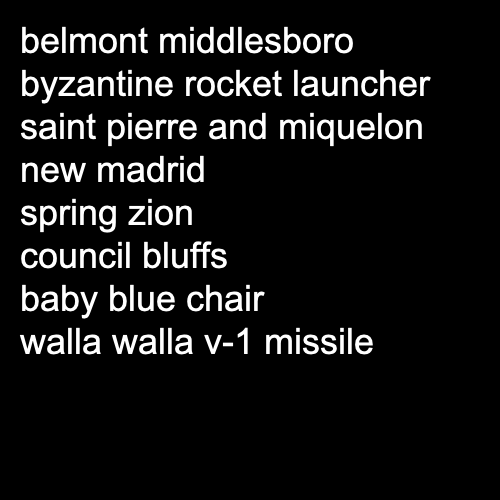 belmont middlesboro
byzantine rocket launcher
saint pierre and miquelon
new madrid
spring zion
council bluffs
baby blue chair
walla walla v-1 missile